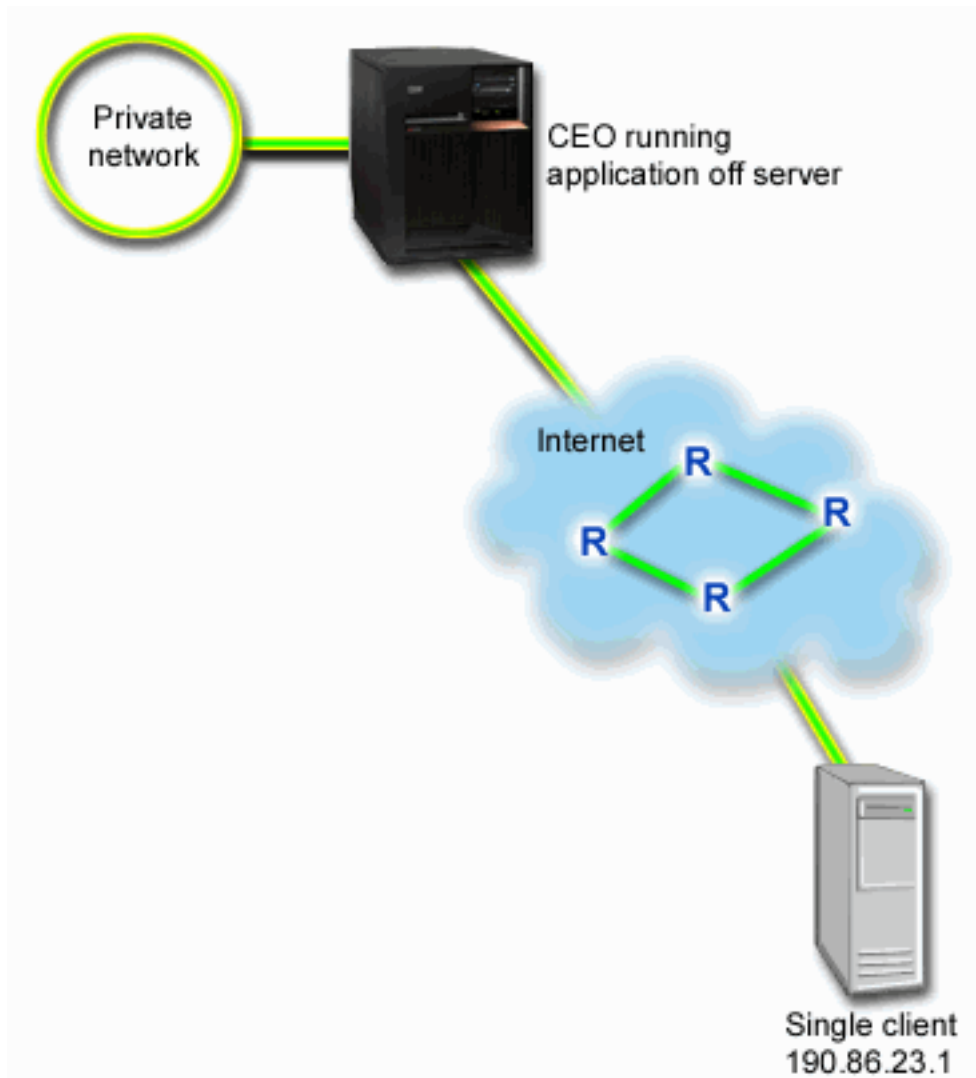 Private
network
CEO running
application off server
Internet
R
R
R
R
Single client
190.86.23.1